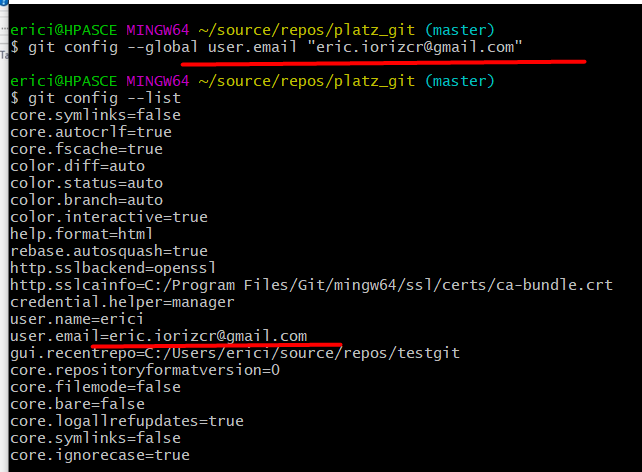 erici@HPASCE MINGW64 ~/source/repos/platz_git (master)
$ git config --global user.email "eric.iorizcr@gmail.com"
erici@HPASCE MINGW64 ~/source/repos/platz_git (master)
$ git config --list
core.symlinks=false
core.autocrlf=true
core.fscache=true
color.diff=auto
color.status=auto
color.branch=auto
color.interactive=true
help.format=html
rebase.autosquash=true
http.sslbackend=openssl
http.sslcainfo=C:/Program Files/Git/mingw64/ssl/certs/ca-bundle.crt
credential.helper=manager
user.name=erici
user.email=eric.iorizcr@gmail.com
gui.recentrepo=C:/Users/erici/source/repos/testgit
core.repositoryformatversion=0
core.filemode=false
core.bare=false
core.logallrefupdates=true
core.symlinks=false
core.ignorecase=true